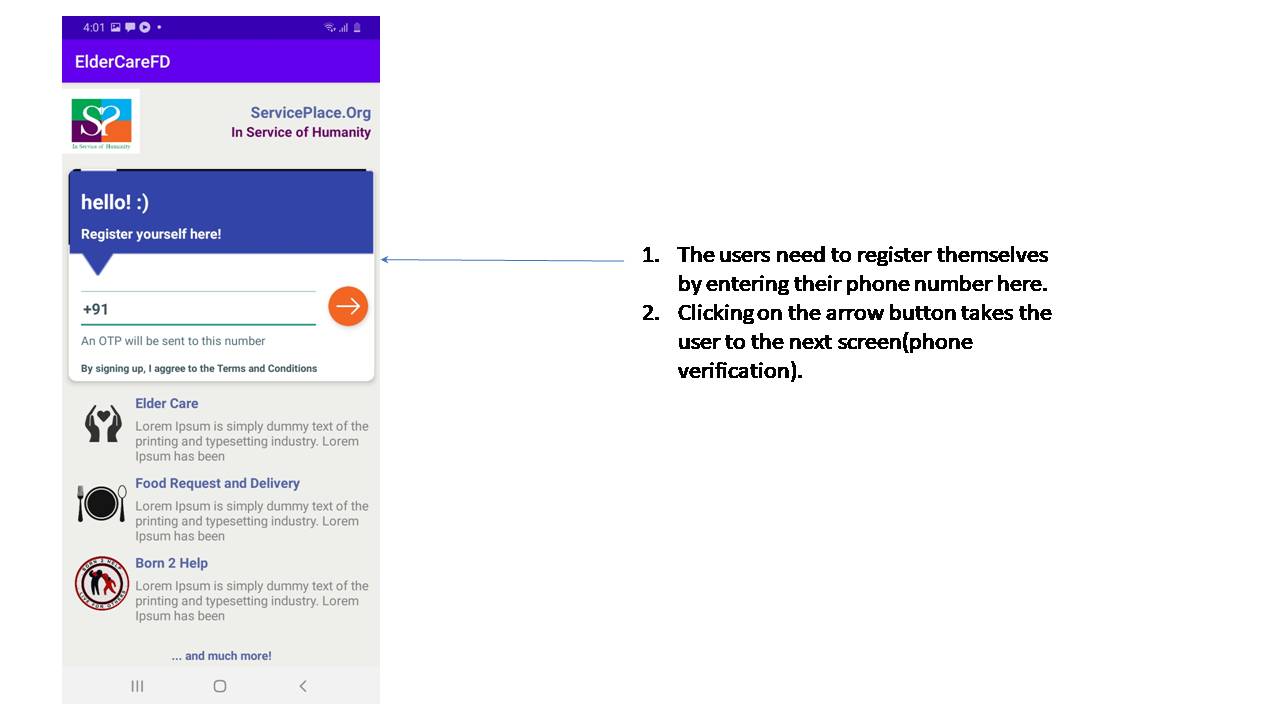 4:01
ElderCareFD
SP
In Service of Humanity
ServicePlace.Org
In Service of Humanity
hello! :)
Register yourself here!
+91
An OTP will be sent to this number
By signing up, I aggree to the Terms and Conditions
Elder Care
Lorem Ipsum is simply dummy text of the
printing and typesetting industry. Lorem
Ipsum has been
Food Request and Delivery
Lorem Ipsum is simply dummy text of the
printing and typesetting industry. Lorem
Ipsum has been
BORN 2 HELP
LIVE FOR OTHERS
Born 2 Help
Lorem Ipsum is simply dummy text of the
printing and typesetting industry. Lorem
Ipsum has been
... and much more!
1. The users need to register themselves
by entering their phone number here.
2. Clicking on the arrow button takes the
user to the next screen(phone
verification).